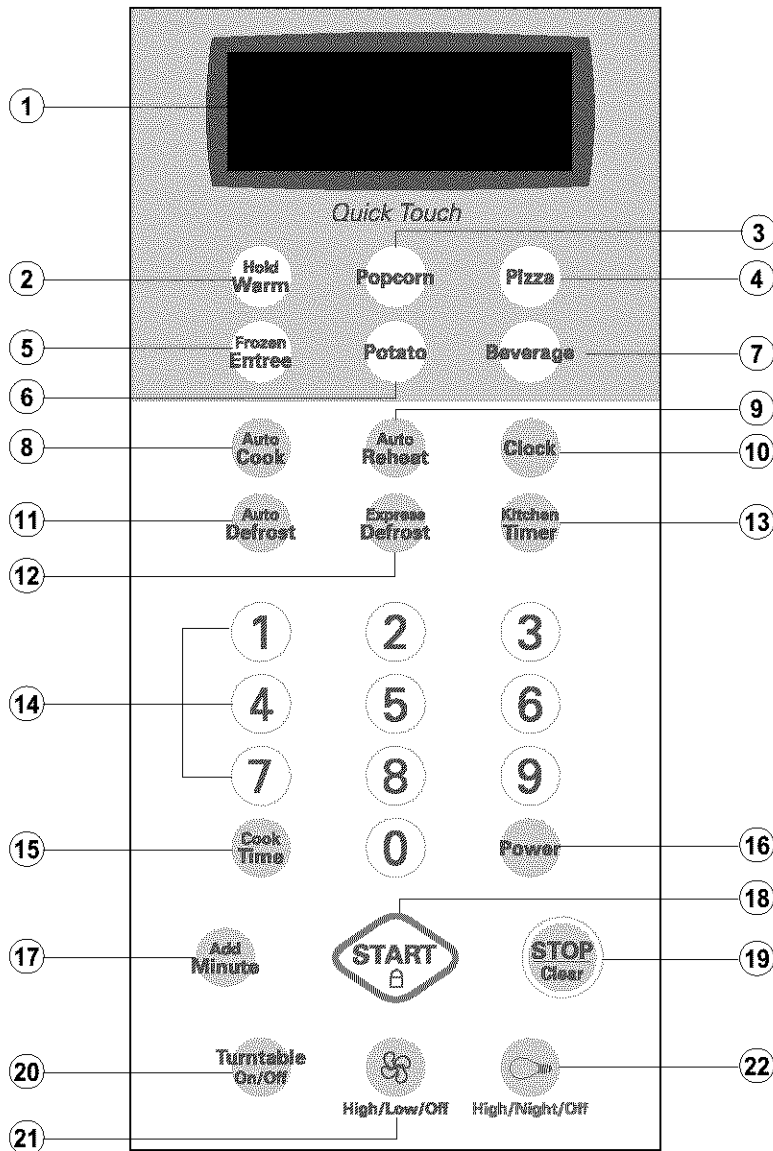 1
Quick Touch
3
2
Hold
Warm
Popcorn
Pizza
4
5
Frozen
Entree
Potato
Beverage
7
6
9
8
Auto
Cook
Auto
Reheat
Clock
10
11
Auto
Defrost
Express
Defrost
Kitchen
Timer
13
12
1
2
3
14
4
5
6
7
8
9
15
Cook
Time
0
Power
16
18
17
Add
Minute
START
STOP
Clear
19
20
Turntable
On/Off
22
High/Low/Off
High/Night/Off
21